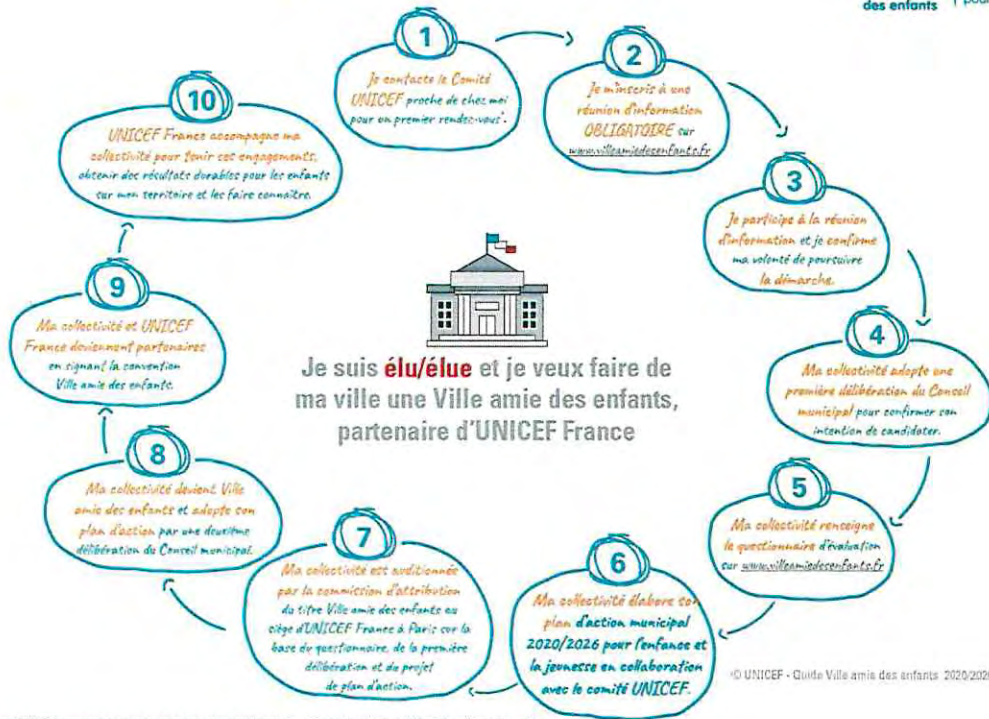 des enfants
1
Je contacte le Comité
UNICEF proche de chez moi
pour un premier rendez-vous*.
2
Je m'inscris à une
réunion d'information
OBLIGATOIRE sur
www.villeamiedesenfants.fr
3
Je participe à la réunion
d'information et je confirme
ma volonté de poursuivre
la démarche.
4
Ma collectivité adopte une
première délibération du Conseil
municipal pour confirmer son
intention de candidater.
5
Ma collectivité renseigne
le questionnaire d'évaluation
sur www.villeamiedesenfants.fr
6
Ma collectivité élabore son
plan d'action municipal
2020/2026 pour l'enfance et
la jeunesse en collaboration
avec le comité UNICEF.
7
Ma collectivité est auditionnée
par la commission d'attribution
du titre Ville amie des enfants au
siège d'UNICEF France à Paris sur la
base du questionnaire, de la première
délibération et du projet
de plan d'action.
8
Ma collectivité devient Ville
amie des enfants et adopte son
plan d'action par une deuxième
délibération du Conseil municipal.
9
Ma collectivité et UNICEF
France deviennent partenaires
en signant la convention
Ville amie des enfants.
10
UNICEF France accompagne ma
collectivité pour tenir ses engagements,
obtenir des résultats durables pour les enfants
sur mon territoire et les faire connaître.
Je suis élu/élue et je veux faire de
ma ville une Ville amie des enfants,
partenaire d'UNICEF France
© UNICEF - Guide Ville amie des enfants 2020/2026